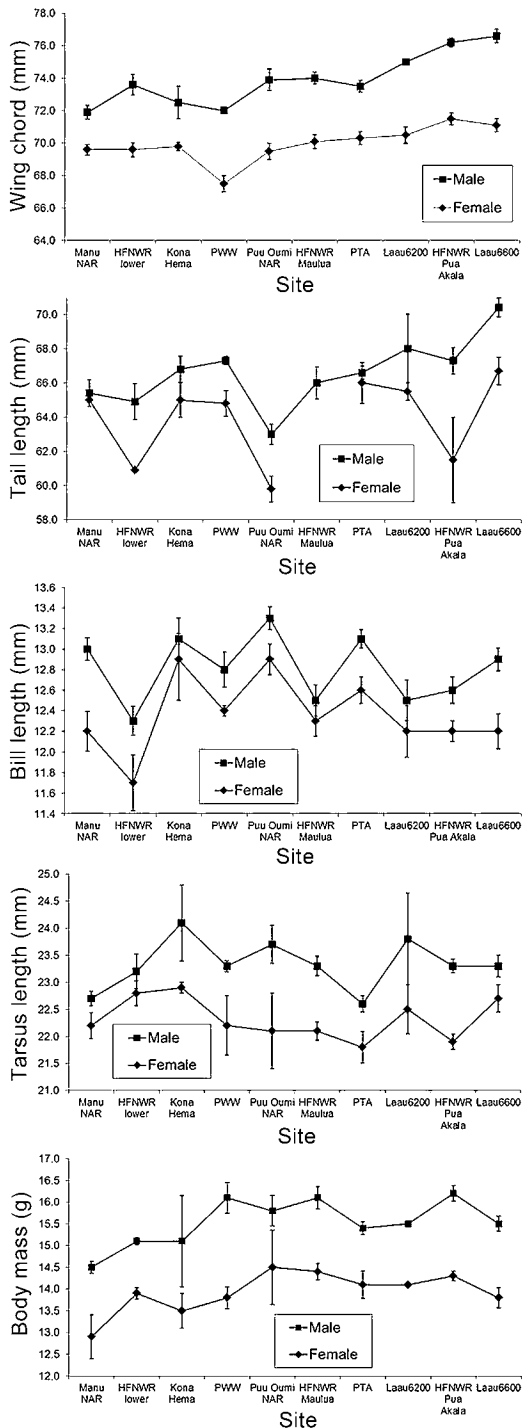 Wing chord (mm)
78.0
76.0
74.0
72.0
70.0
68.0
66.0
64.0
Male
Female
Manu NAR
HFNWR lower
Kona Hema
PWW
Puu Oumi NAR
HFNWR Maulua
PTA
Laau6200
HFNWR Pua Akala
Laau6600
Site
Tail length (mm)
70.0
68.0
66.0
64.0
62.0
60.0
58.0
Male
Female
Manu NAR
HFNWR lower
Kona Hema
PWW
Puu Oumi NAR
HFNWR Maulua
PTA
Laau6200
HFNWR Pua Akala
Laau6600
Site
Bill length (mm)
13.6
13.4
13.2
13.0
12.8
12.6
12.4
12.2
12.0
11.8
11.6
11.4
Male
Female
Manu NAR
HFNWR lower
Kona Hema
PWW
Puu Oumi NAR
HFNWR Maulua
PTA
Laau6200
HFNWR Pua Akala
Laau6600
Site
Tarsus length (mm)
25.0
24.5
24.0
23.5
23.0
22.5
22.0
21.5
21.0
Male
Female
Manu NAR
HFNWR lower
Kona Hema
PWW
Puu Oumi NAR
HFNWR Maulua
PTA
Laau6200
HFNWR Pua Akala
Laau6600
Site
Body mass (g)
17.0
16.5
16.0
15.5
15.0
14.5
14.0
13.5
13.0
12.5
12.0
Male
Female
Manu NAR
HFNWR lower
Kona Hema
PWW
Puu Oumi NAR
HFNWR Maulua
PTA
Laau6200
HFNWR Pua Akala
Laau6600
Site